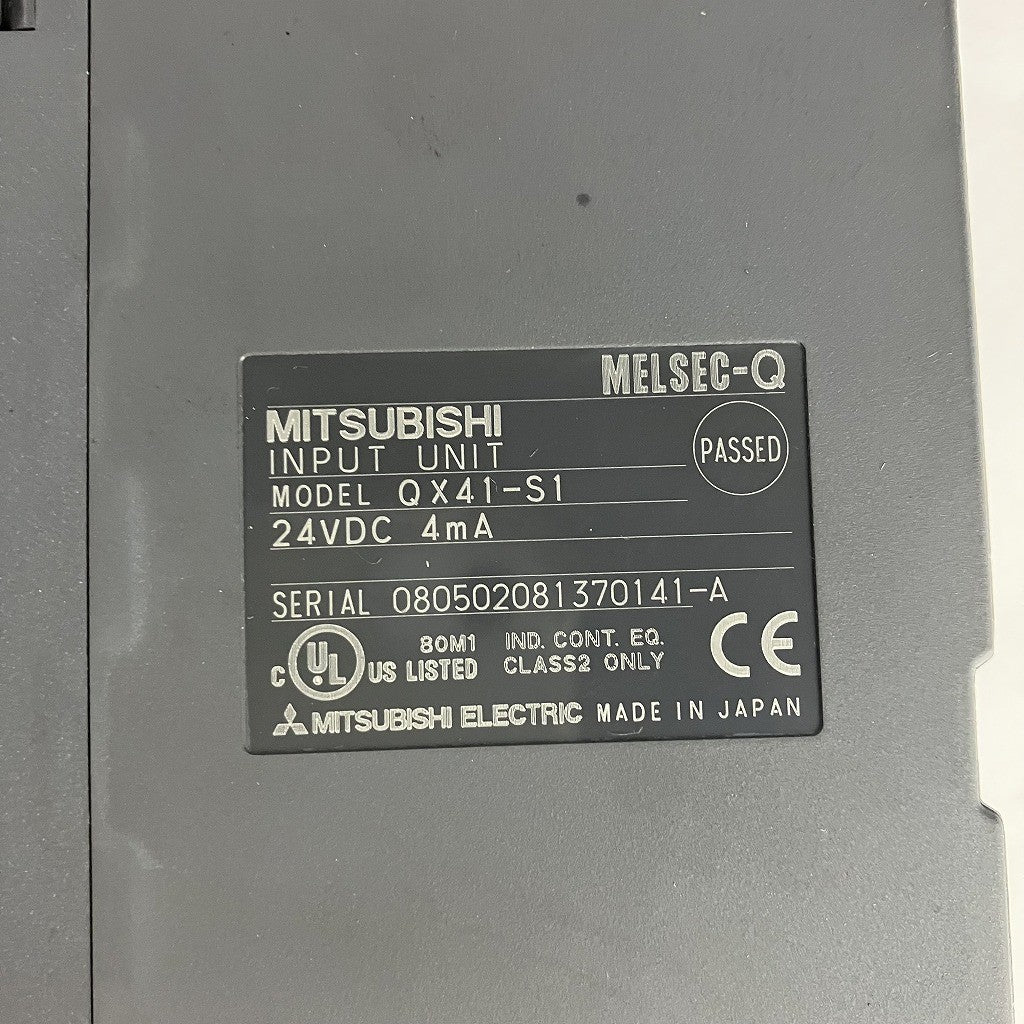 MELSEC-Q
MITSUBISHI
INPUT UNIT
PASSED
MODEL QX41-S1
24VDC 4mA
SERIAL 080502081370141-A
C UL US LISTED 80M1 IND. CONT. EQ. CLASS2 ONLY CE
MITSUBISHI ELECTRIC MADE IN JAPAN